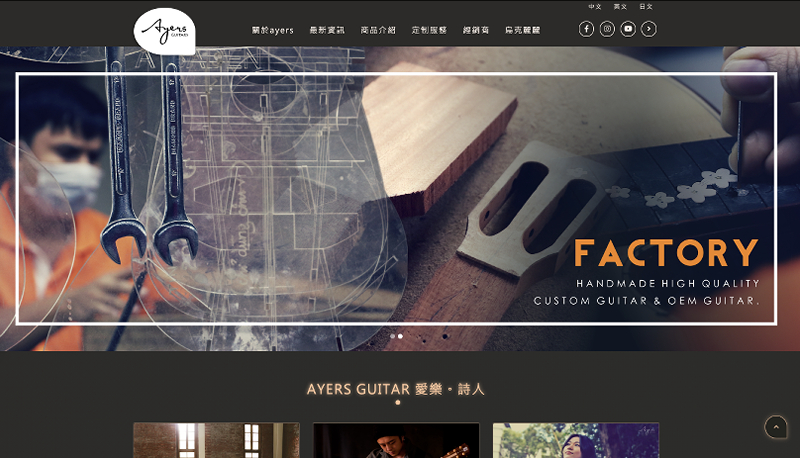 中文 英文 日文
Ayers
GUITARS
關於ayers 最新資訊 商品介紹 定制服務 經銷商 烏克麗麗
FACTORY
HANDMADE HIGH QUALITY
CUSTOM GUITAR & OEM GUITAR.
AYERS GUITAR 愛樂。詩人